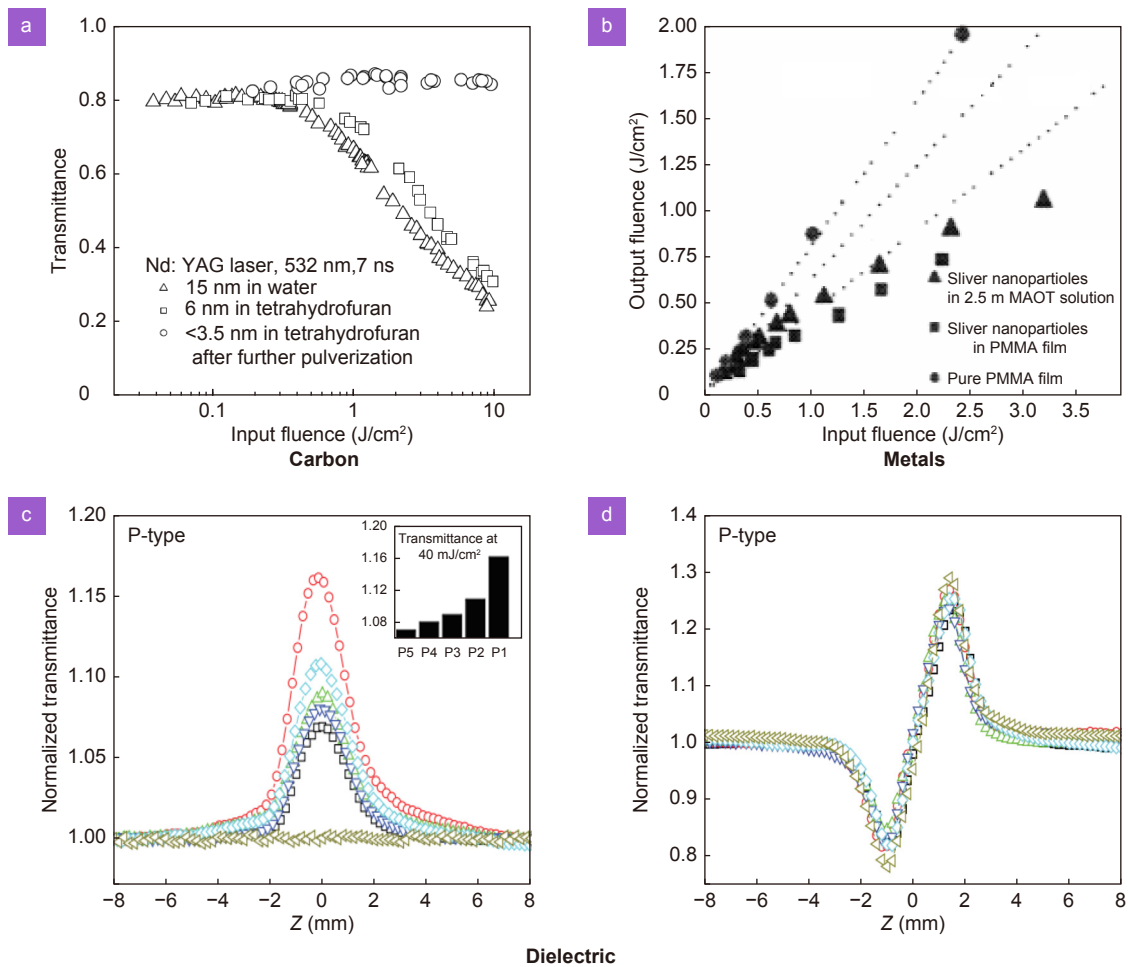 a
1.0
0.8
0.6
0.4
0.2
0
Transmittance
Nd: YAG laser, 532 nm,7 ns
15 nm in water
6 nm in tetrahydrofuran
<3.5 nm in tetrahydrofuran
after further pulverization
0.1
1
10
Input fluence (J/cm²)
Carbon
b
2.00
1.75
1.50
1.25
1.00
0.75
0.50
0.25
0
Output fluence (J/cm²)
Sliver nanoparticles
in 2.5 m MAOT solution
Sliver nanoparticles
in PMMA film
Pure PMMA film
0
0.5
1.0
1.5
2.0
2.5
3.0
3.5
Input fluence (J/cm²)
Metals
c
P-type
1.20
1.15
1.10
1.05
1.00
Normalized transmittance
Transmittance at
40 mJ/cm²
1.20
1.16
1.12
1.08
P5 P4 P3 P2 P1
−8
−6
−4
−2
0
2
4
6
8
Z (mm)
d
P-type
1.4
1.3
1.2
1.1
1.0
0.9
0.8
Normalized transmittance
−8
−6
−4
−2
0
2
4
6
8
Z (mm)
Dielectric